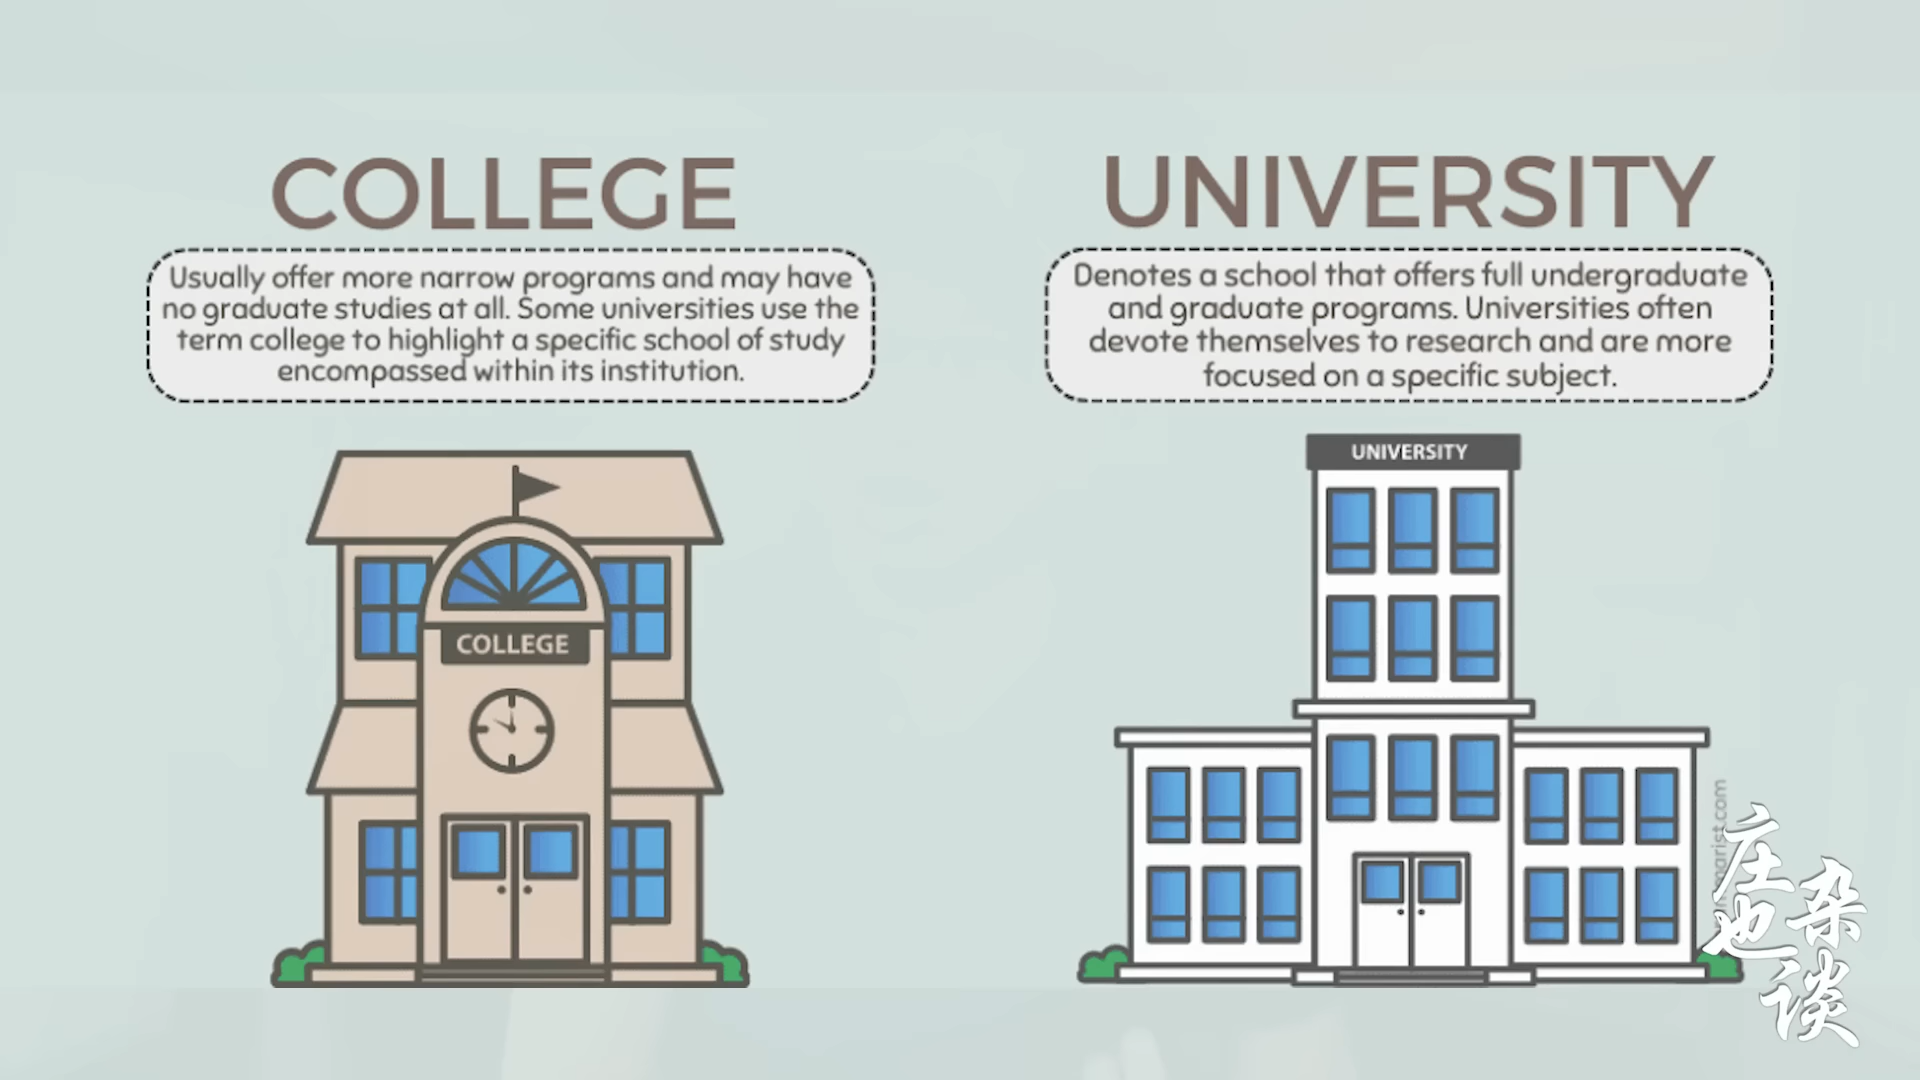 COLLEGE
Usually offer more narrow programs and may have
no graduate studies at all. Some universities use the
term college to highlight a specific school of study
encompassed within its institution.
COLLEGE
UNIVERSITY
Denotes a school that offers full undergraduate
and graduate programs. Universities often
devote themselves to research and are more
focused on a specific subject.
UNIVERSITY
庄也
杂谈